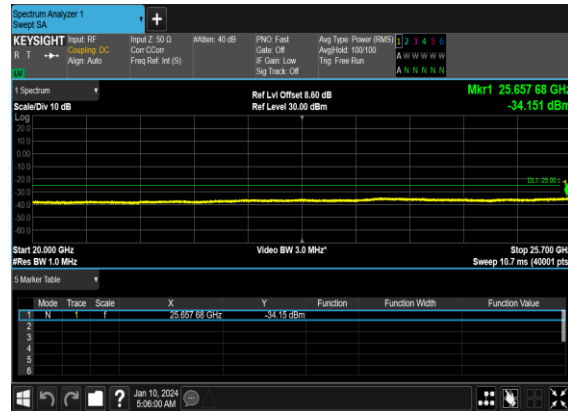 Spectrum Analyzer 1
Swept SA
+
KEYSIGHT Input: RF Input Z: 50 Ω #Atten: 40 dB PNO: Fast Avg Type: Power (RMS) 1 2 3 4 5 6
R T Coupling: DC Corr CCorr Gate: Off Avg|Hold: 100/100 A W W W W W
Align: Auto Freq Ref: Int (S) IF Gain: Low Trig: Free Run
Sig Track: Off A N N N N N
1 Spectrum Ref Lvl Offset 8.60 dB Mkr1 25.657 68 GHz
Scale/Div 10 dB Ref Level 30.00 dBm -34.151 dBm
Log
20.0
10.0
0.00
-10.0
-20.0
DL1 -25.00
-30.0
-40.0
-50.0
-60.0
Start 20.000 GHz Video BW 3.0 MHz* Stop 25.700 GHz
#Res BW 1.0 MHz Sweep 10.7 ms (40001 pts)
5 Marker Table
Mode Trace Scale X Y Function Function Width Function Value
1 N 1 f 25.657 68 GHz -34.15 dBm
2
3
4
5
6
? Jan 10, 2024
5:06:00 AM